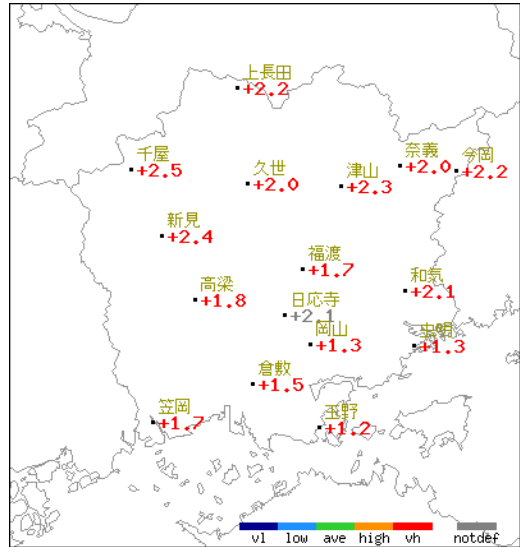 上長田
+2.2
千屋
+2.5
久世
+2.0
津山
+2.3
奈義
+2.0
今岡
+2.2
新見
+2.4
福渡
+1.7
高梁
+1.8
和気
+2.1
日応寺
+2.1
岡山
+1.3
虫明
+1.3
倉敷
+1.5
笠岡
+1.7
玉野
+1.2
vl low ave high vh notdef